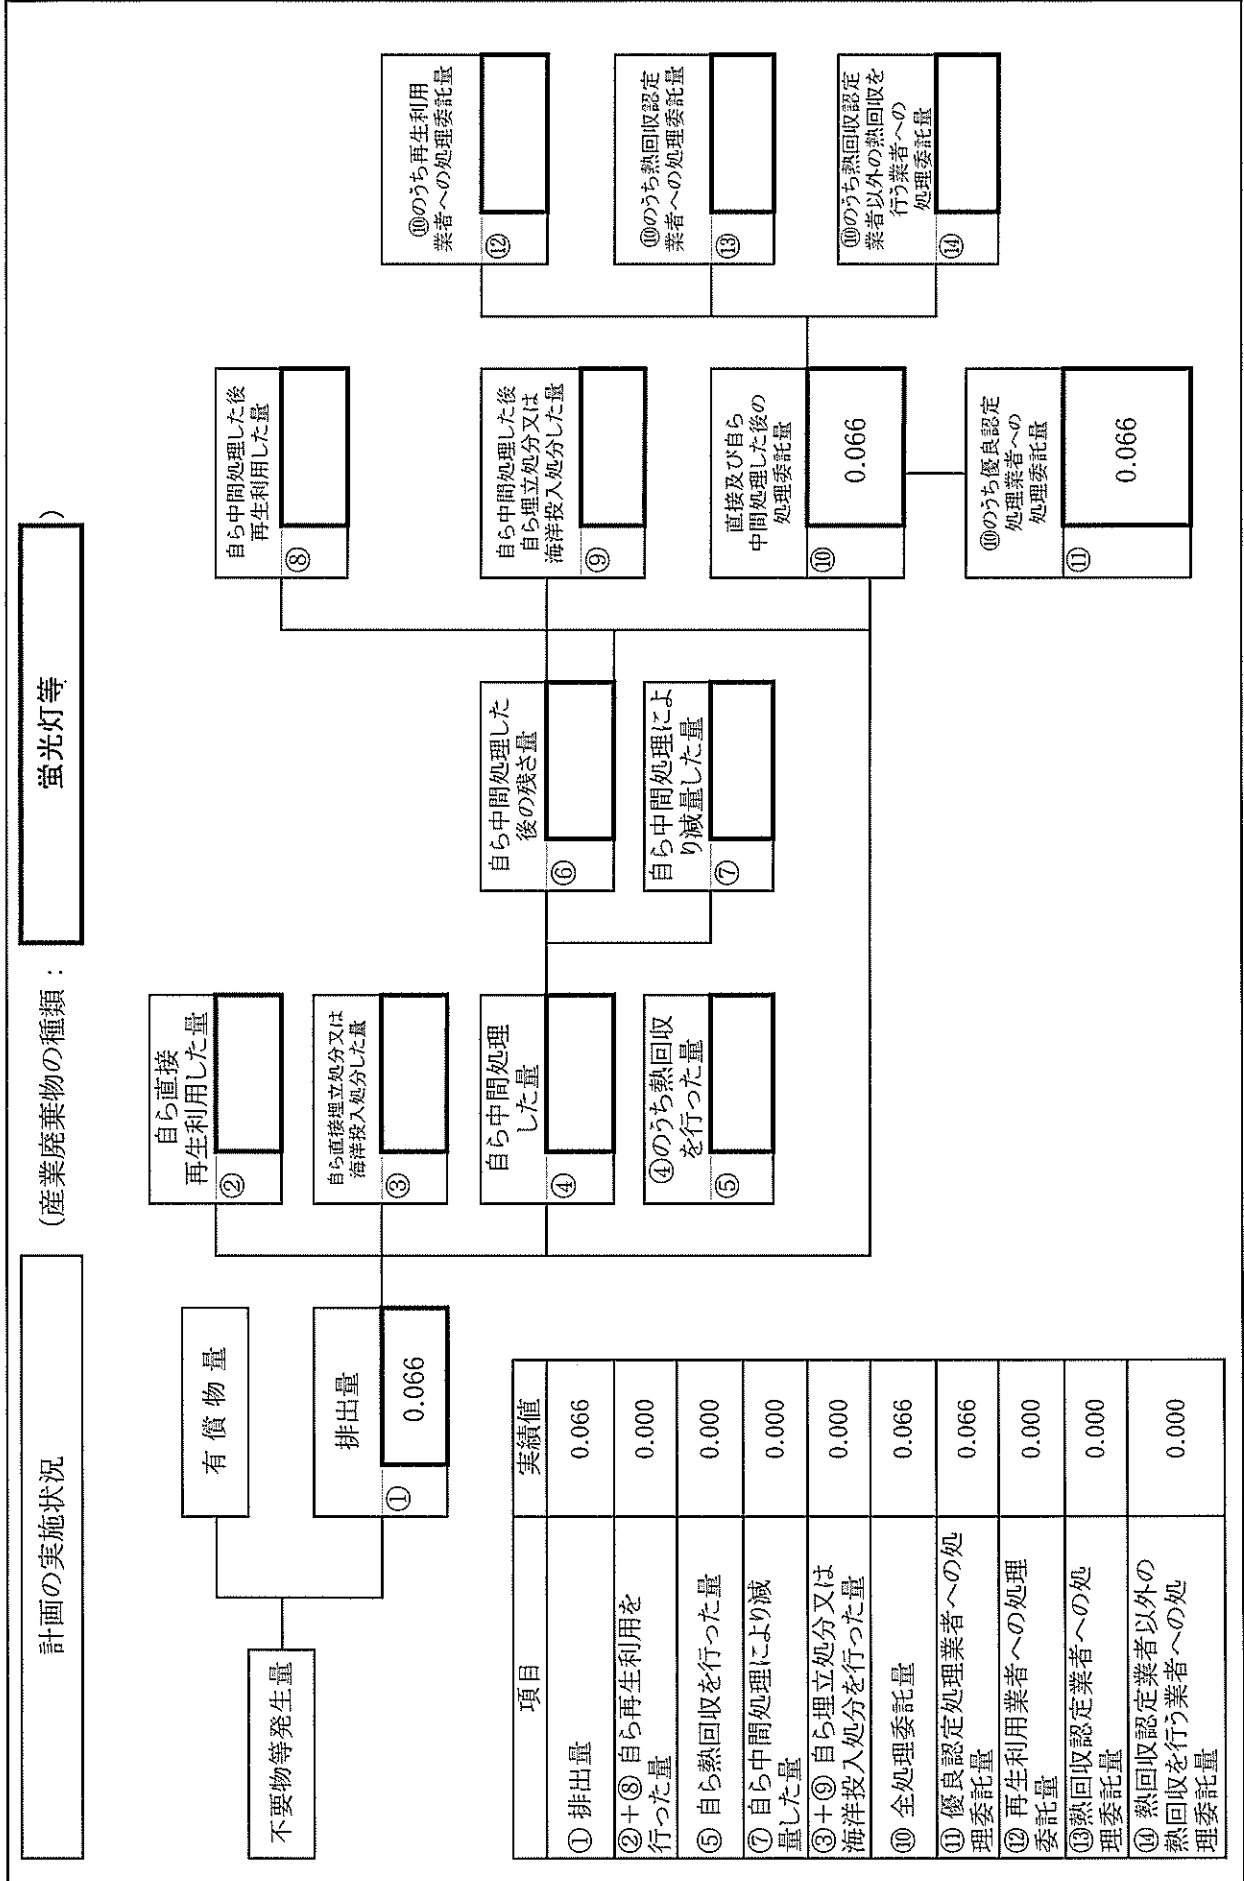 計画の実施状況
(産業廃棄物の種類:
蛍光灯等
)
不要物等発生量
有償物量
排出量
①
0.066
自ら直接
再生利用した量
②
自ら直接埋立処分又は
海洋投入処分した量
③
自ら中間処理
した量
④
④のうち熱回収
を行った量
⑤
自ら中間処理した
後の残さ量
⑥
自ら中間処理によ
り減量した量
⑦
自ら中間処理した後
再生利用した量
⑧
自ら中間処理した後
自ら埋立処分又は
海洋投入処分した量
⑨
直接及び自ら
中間処理した後の
処理委託量
⑩
0.066
⑩のうち優良認定
処理業者への
処理委託量
⑪
0.066
⑩のうち再生利用
業者への処理委託量
⑫
⑩のうち熱回収認定
業者への処理委託量
⑬
⑩のうち熱回収認定
業者以外の熱回収を
行う業者への
処理委託量
⑭
項目
実績値
① 排出量
0.066
②+⑧ 自ら再生利用を
行った量
0.000
⑤ 自ら熱回収を行った量
0.000
⑦ 自ら中間処理により減
量した量
0.000
③+⑨ 自ら埋立処分又は
海洋投入処分を行った量
0.000
⑩ 全処理委託量
0.066
⑪ 優良認定処理業者への処
理委託量
0.066
⑫ 再生利用業者への処理
委託量
0.000
⑬熱回収認定業者への処
理委託量
0.000
⑭ 熱回収認定業者以外の
熱回収を行う業者への処
理委託量
0.000